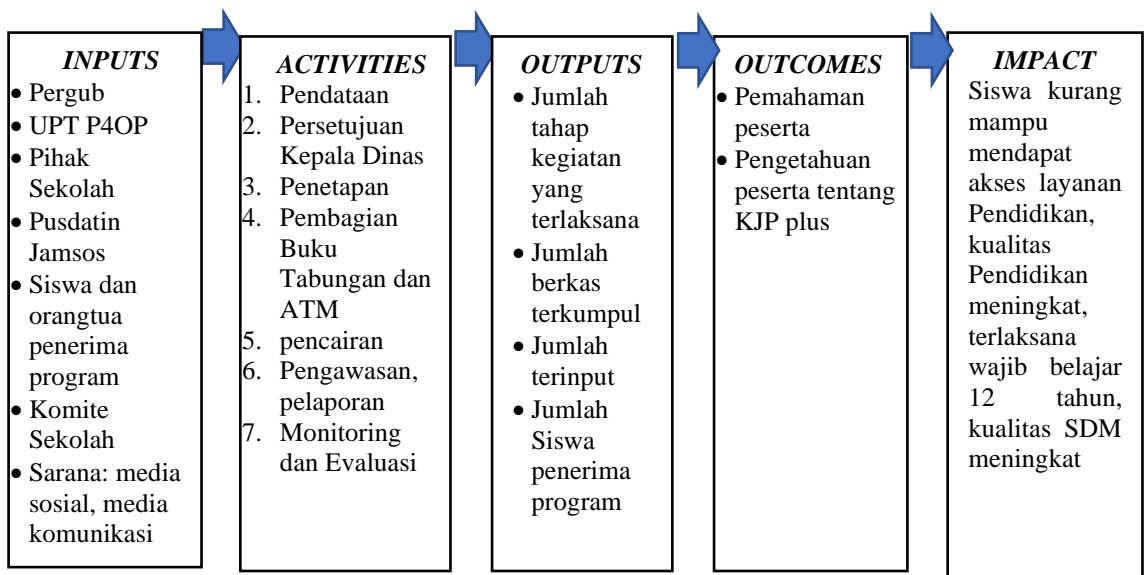 INPUTS
• Pergub
• UPT P4OP
• Pihak
Sekolah
• Pusdatin
Jamsos
• Siswa dan
orangtua
penerima
program
• Komite
Sekolah
• Sarana: media
sosial, media
komunikasi
ACTIVITIES
1. Pendataan
2. Persetujuan
Kepala Dinas
3. Penetapan
4. Pembagian
Buku
Tabungan dan
ATM
5. pencairan
6. Pengawasan,
pelaporan
7. Monitoring
dan Evaluasi
OUTPUTS
• Jumlah
tahap
kegiatan
yang
terlaksana
• Jumlah
berkas
terkumpul
• Jumlah
terinput
• Jumlah
Siswa
penerima
program
OUTCOMES
• Pemahaman
peserta
• Pengetahuan
peserta tentang
KJP plus
IMPACT
Siswa kurang
mampu
mendapat
akses layanan
Pendidikan,
kualitas
Pendidikan
meningkat,
terlaksana
wajib belajar
12 tahun,
kualitas SDM
meningkat